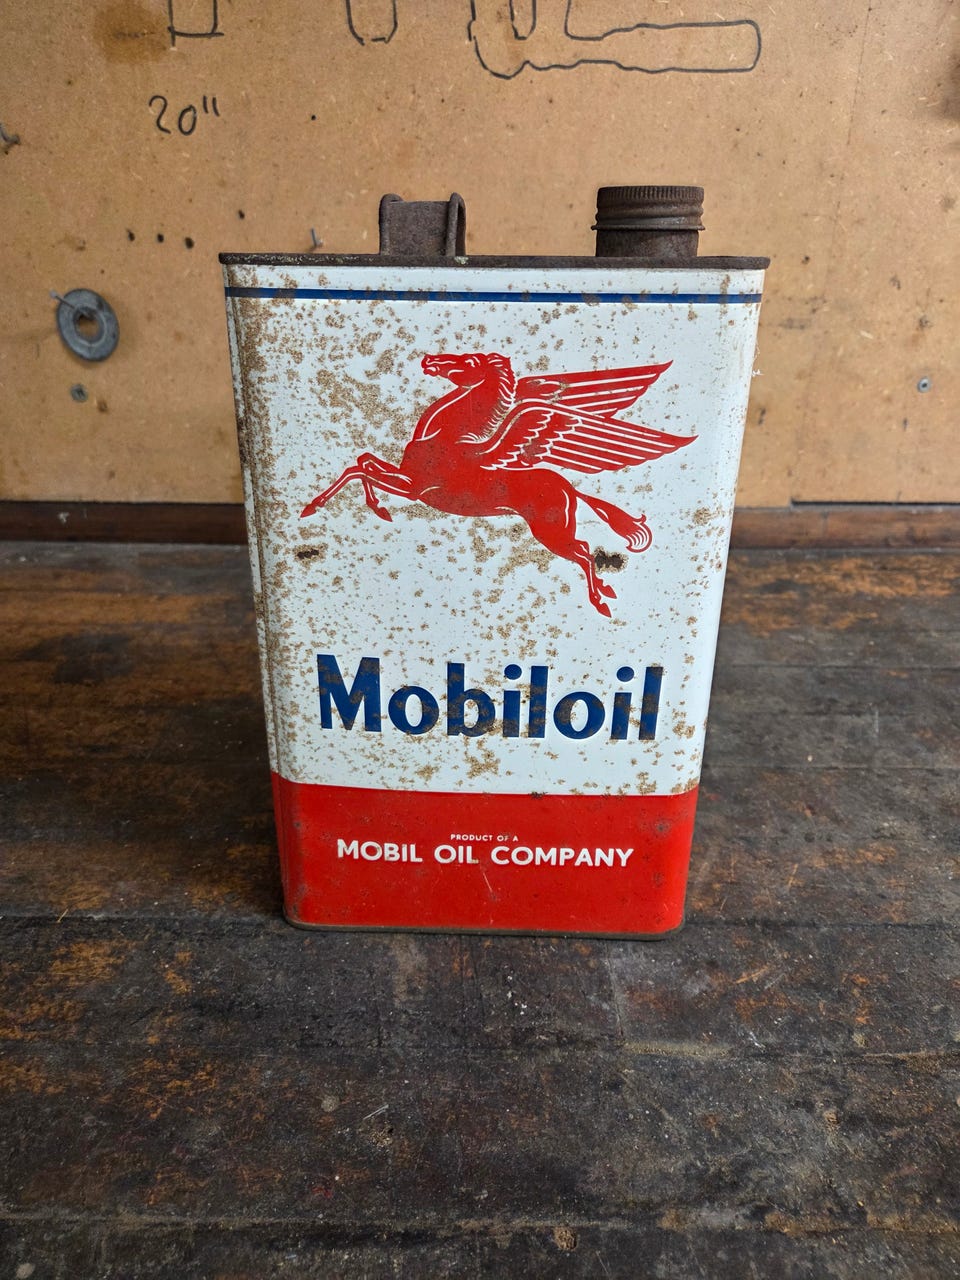 20"
Mobiloil
PRODUCT OF A
MOBIL OIL COMPANY